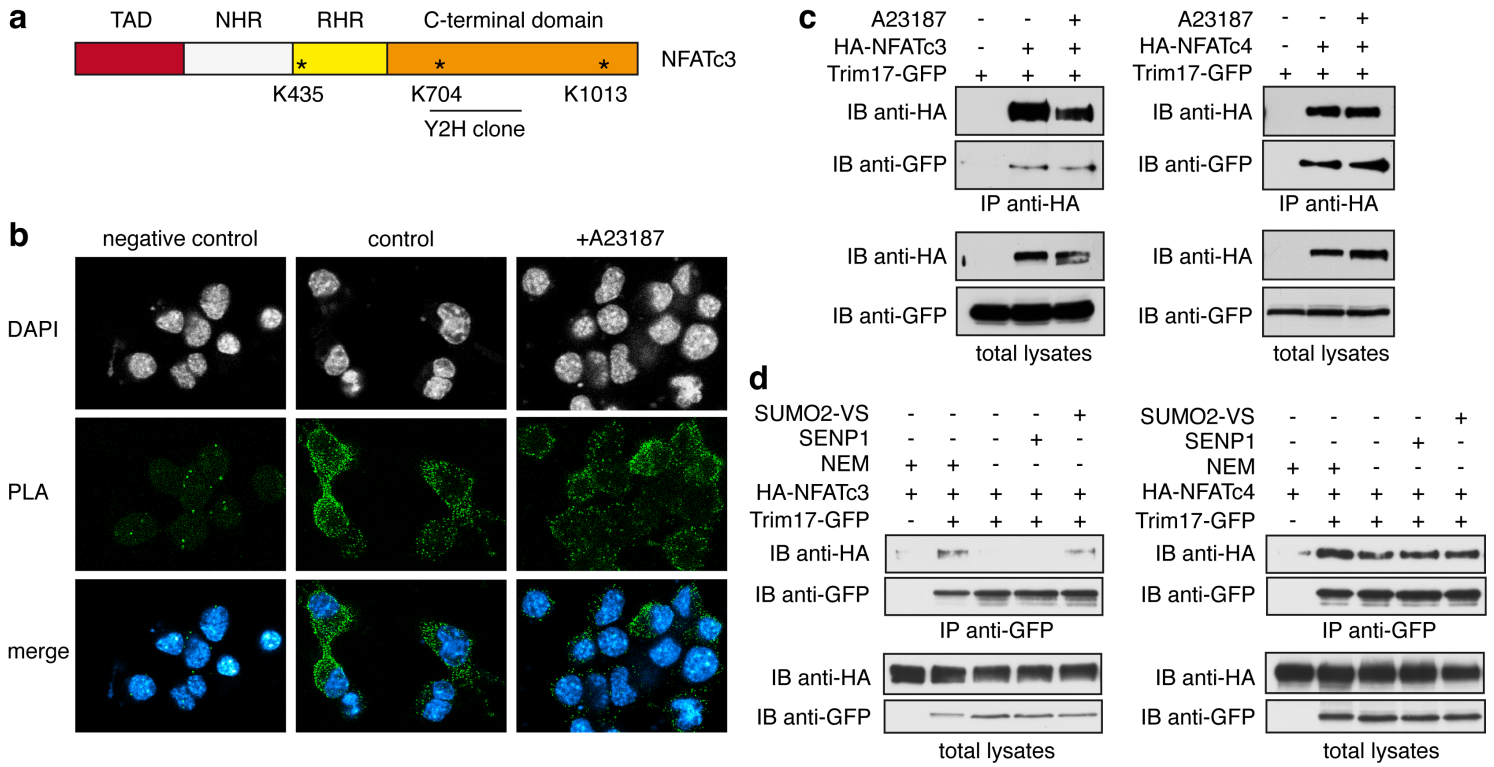 a
TAD NHR RHR C-terminal domain
* * * NFATc3
K435 K704 K1013
Y2H clone
b
negative control control +A23187
DAPI
PLA
merge
c
A23187 - - +
HA-NFATc3 - + +
Trim17-GFP + + +
IB anti-HA
IB anti-GFP
IP anti-HA
IB anti-HA
IB anti-GFP
total lysates
A23187 - - +
HA-NFATc4 - + +
Trim17-GFP + + +
IB anti-HA
IB anti-GFP
IP anti-HA
IB anti-HA
IB anti-GFP
total lysates
d
SUMO2-VS - - - - +
SENP1 - - - + -
NEM + + - - -
HA-NFATc3 + + + + +
Trim17-GFP - + + + +
IB anti-HA
IB anti-GFP
IP anti-GFP
IB anti-HA
IB anti-GFP
total lysates
SUMO2-VS - - - - +
SENP1 - - - + -
NEM + + - - -
HA-NFATc4 + + + + +
Trim17-GFP - + + + +
IB anti-HA
IB anti-GFP
IP anti-GFP
IB anti-HA
IB anti-GFP
total lysates